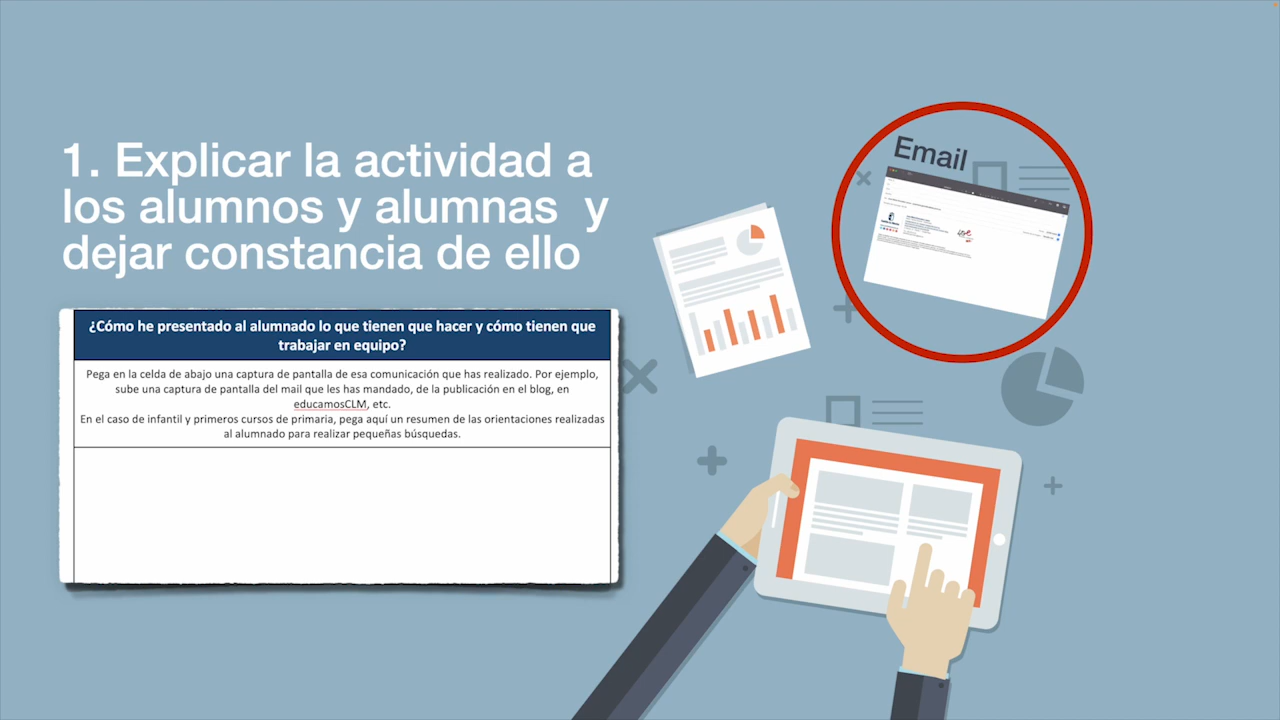 1. Explicar la actividad a
los alumnos y alumnas y
dejar constancia de ello
¿Cómo he presentado al alumnado lo que tienen que hacer y cómo tienen que
trabajar en equipo?
Pega en la celda de abajo una captura de pantalla de esa comunicación que has realizado. Por ejemplo,
sube una captura de pantalla del mail que les has mandado, de la publicación en el blog, en
educamosCLM, etc.
En el caso de infantil y primeros cursos de primaria, pega aquí un resumen de las orientaciones realizadas
al alumnado para realizar pequeñas búsquedas.
Email